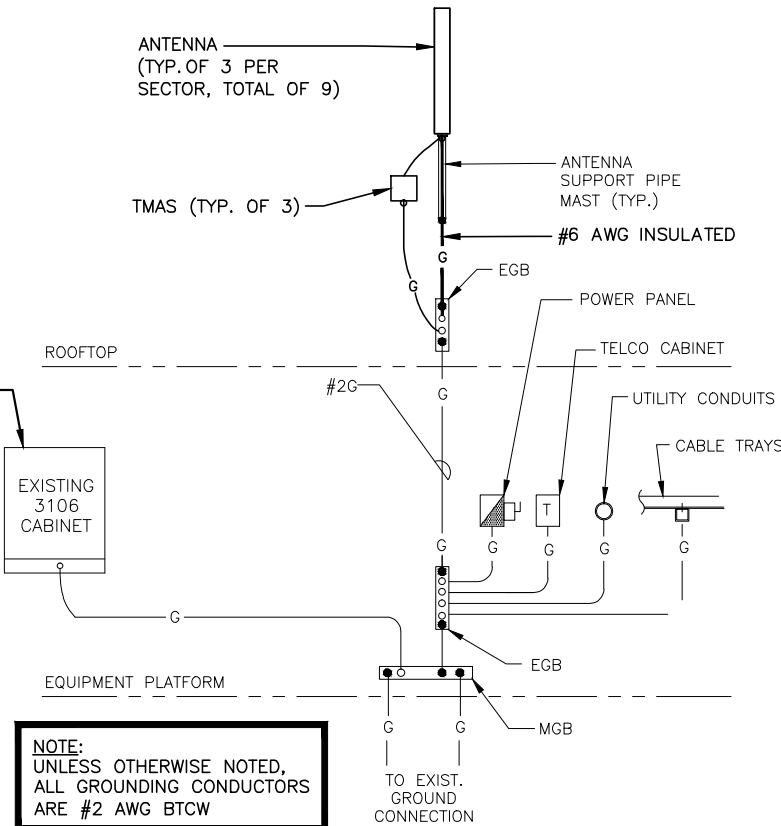 ANTENNA
(TYP. OF 3 PER
SECTOR, TOTAL OF 9)
ANTENNA
SUPPORT PIPE
MAST (TYP.)
TMAS (TYP. OF 3)
#6 AWG INSULATED
G
EGB
G
POWER PANEL
ROOFTOP
TELCO CABINET
#2G
G
UTILITY CONDUITS
CABLE TRAYS
EXISTING
3106
CABINET
T
G
G
G
G
G
G
EGB
EQUIPMENT PLATFORM
G
G
MGB
NOTE:
UNLESS OTHERWISE NOTED,
ALL GROUNDING CONDUCTORS
ARE #2 AWG BTCW
TO EXIST.
GROUND
CONNECTION